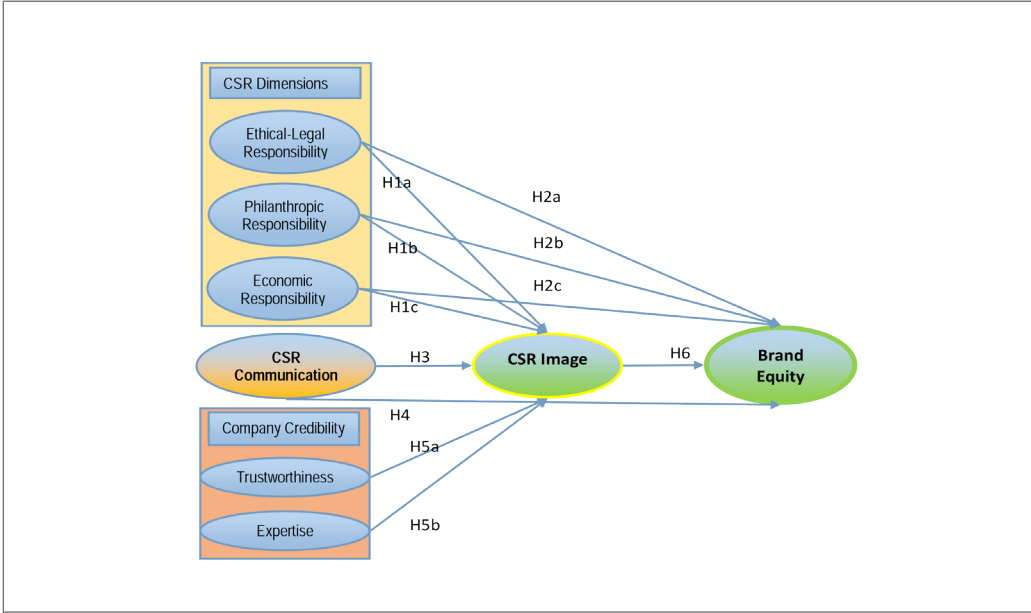 CSR Dimensions
Ethical-Legal
Responsibility
H1a
H2a
Philanthropic
Responsibility
H1b
H2b
Economic
Responsibility
H1c
H2c
CSR
Communication
H3
CSR Image
H6
Brand
Equity
H4
Company Credibility
H5a
Trustworthiness
Expertise
H5b